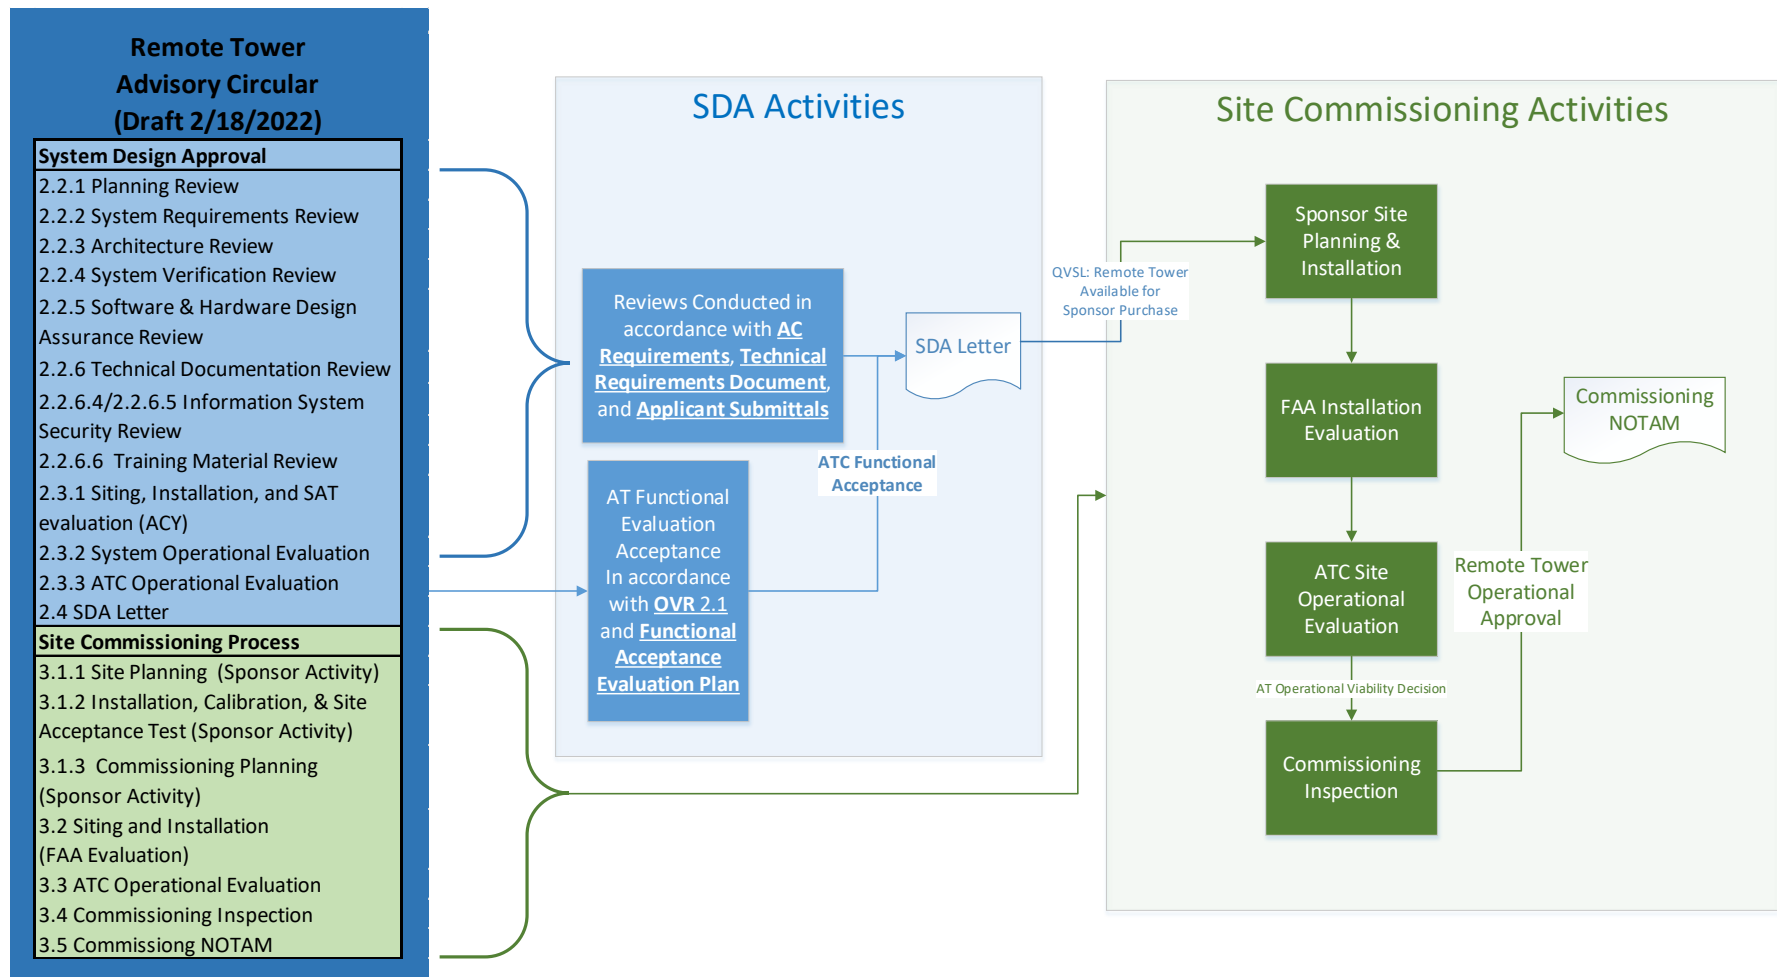 Remote Tower
Advisory Circular
(Draft 2/18/2022)
System Design Approval
2.2.1 Planning Review
2.2.2 System Requirements Review
2.2.3 Architecture Review
2.2.4 System Verification Review
2.2.5 Software & Hardware Design
Assurance Review
2.2.6 Technical Documentation Review
2.2.6.4/2.2.6.5 Information System
Security Review
2.2.6.6 Training Material Review
2.3.1 Siting, Installation, and SAT
evaluation (ACY)
2.3.2 System Operational Evaluation
2.3.3 ATC Operational Evaluation
2.4 SDA Letter
Site Commissioning Process
3.1.1 Site Planning (Sponsor Activity)
3.1.2 Installation, Calibration, & Site
Acceptance Test (Sponsor Activity)
3.1.3 Commissioning Planning
(Sponsor Activity)
3.2 Siting and Installation
(FAA Evaluation)
3.3 ATC Operational Evaluation
3.4 Commissioning Inspection
3.5 Commissiong NOTAM
SDA Activities
Reviews Conducted in
accordance with AC
Requirements, Technical
Requirements Document,
and Applicant Submittals
SDA Letter
ATC Functional
Acceptance
AT Functional
Evaluation
Acceptance
In accordance
with OVR 2.1
and Functional
Acceptance
Evaluation Plan
QVSL: Remote Tower
Available for
Sponsor Purchase
Site Commissioning Activities
Sponsor Site
Planning &
Installation
FAA Installation
Evaluation
ATC Site
Operational
Evaluation
AT Operational Viability Decision
Commissioning
Inspection
Remote Tower
Operational
Approval
Commissioning
NOTAM